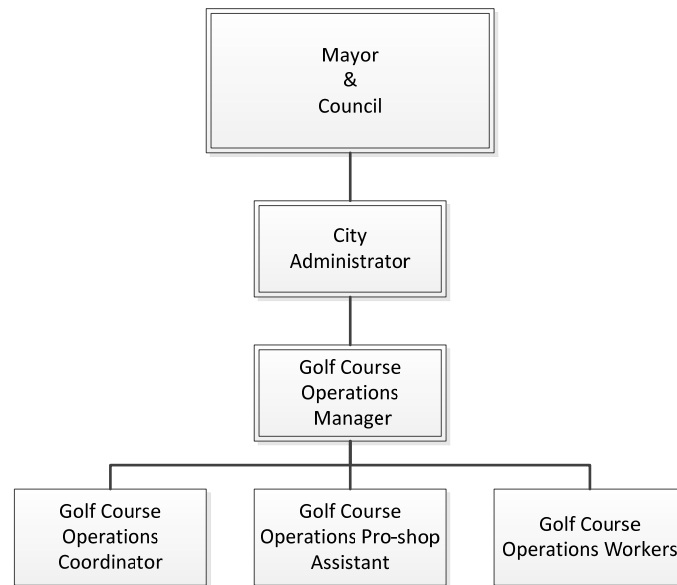 Mayor
&
Council
City
Administrator
Golf Course
Operations
Manager
Golf Course
Operations
Coordinator
Golf Course
Operations Pro-shop
Assistant
Golf Course
Operations Workers